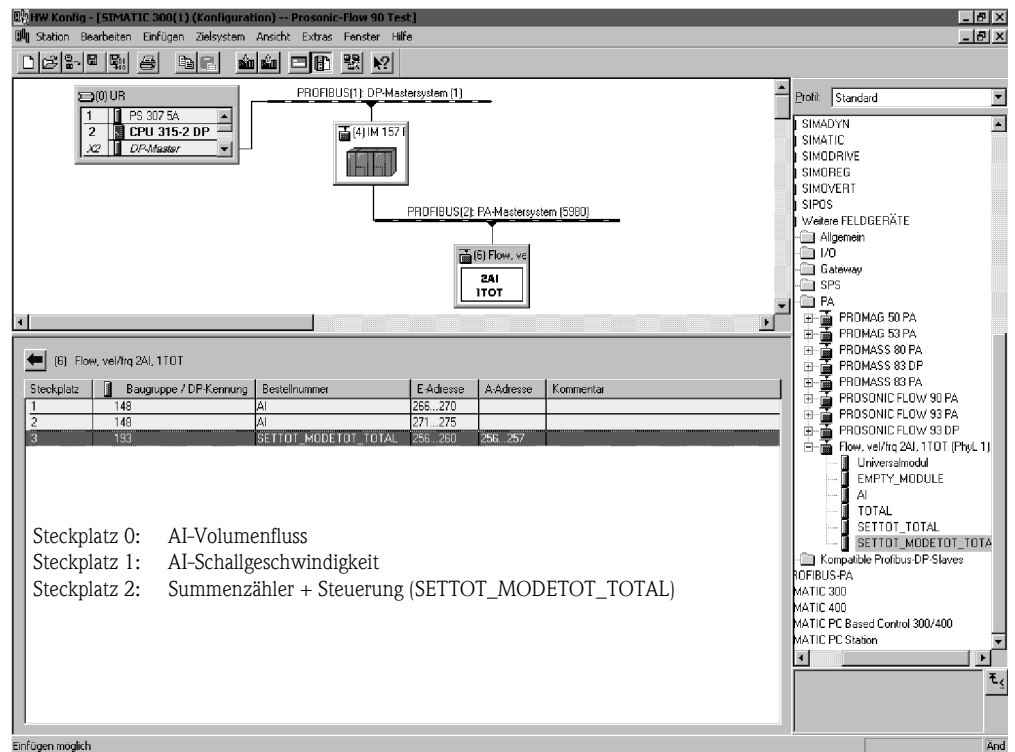 HW Konfig - [SIMATIC 300(1) (Konfiguration) -- Prosonic-Flow 90 Test]
Station Bearbeiten Einfügen Zielsystem Ansicht Extras Fenster Hilfe
(0) UR
1 PS 307 5A
2 CPU 315-2 DP
X2 DP-Master
PROFIBUS(1): DP-Mastersystem (1)
(4) IM 157 F
PROFIBUS(2): PA-Mastersystem (5980)
(6) Flow, ve
2AI
1TOT
(6) Flow, vel/frq 2AI, 1TOT
Steckplatz Baugruppe / DP-Kennung Bestellnummer E-Adresse A-Adresse Kommentar
1 148 AI 266...270
2 148 AI 271...275
3 193 SETTOT_MODETOT_TOTAL 256...260 256...257
Steckplatz 0: AI-Volumenfluss
Steckplatz 1: AI-Schallgeschwindigkeit
Steckplatz 2: Summenzähler + Steuerung (SETTOT_MODETOT_TOTAL)
Profil: Standard
SIMADYN
SIMATIC
SIMODRIVE
SIMOREG
SIMOVERT
SIPOS
Weitere FELDGERÄTE
Allgemein
I/O
Gateway
SPS
PA
PROMAG 50 PA
PROMAG 53 PA
PROMASS 80 PA
PROMASS 83 DP
PROMASS 83 PA
PROSONIC FLOW 90 PA
PROSONIC FLOW 93 PA
PROSONIC FLOW 93 DP
Flow, vel/frq 2AI, 1TOT (PhyL 1)
Universalmodul
EMPTY_MODULE
AI
TOTAL
SETTOT_TOTAL
SETTOT_MODETOT_TOTA
Kompatible Profibus-DP-Slaves
ROFIBUS-PA
MATIC 300
MATIC 400
MATIC PC Based Control 300/400
MATIC PC Station
Einfügen möglich
Änd